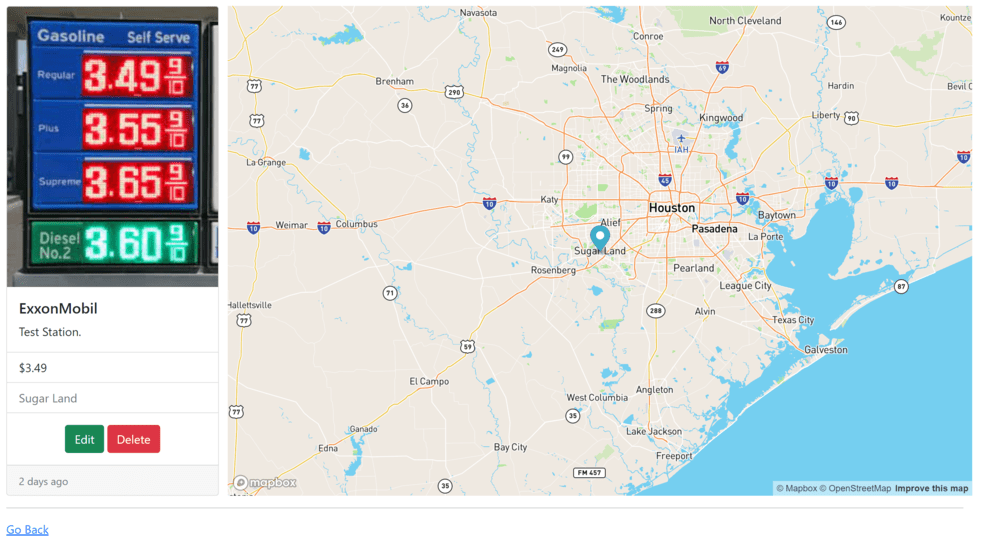 Gasoline Self Serve
Regular 3.49 9/10
Plus 3.55 9/10
Supreme 3.65 9/10
Diesel No.2 3.60 9/10
ExxonMobil
Test Station.
$3.49
Sugar Land
Edit Delete
2 days ago
Go Back
Navasota
North Cleveland
146
Kountze
Conroe
249
Magnolia
69
77
Brenham
The Woodlands
290
Hardin
36
Spring
Kingwood
Liberty
90
77
IAH
La Grange
99
10
45
10
10
Katy
10
10
Houston
Baytown
10
Weimar
10
Columbus
Alief
Pasadena
La Porte
Sugar Land
Rosenberg
Pearland
League City
87
71
Hallettsville
77
288
Alvin
Texas City
59
Galveston
El Campo
Angleton
West Columbia
77
35
Ganado
Lake Jackson
Edna
Bay City
Freeport
FM 457
35
mapbox
© Mapbox © OpenStreetMap Improve this map